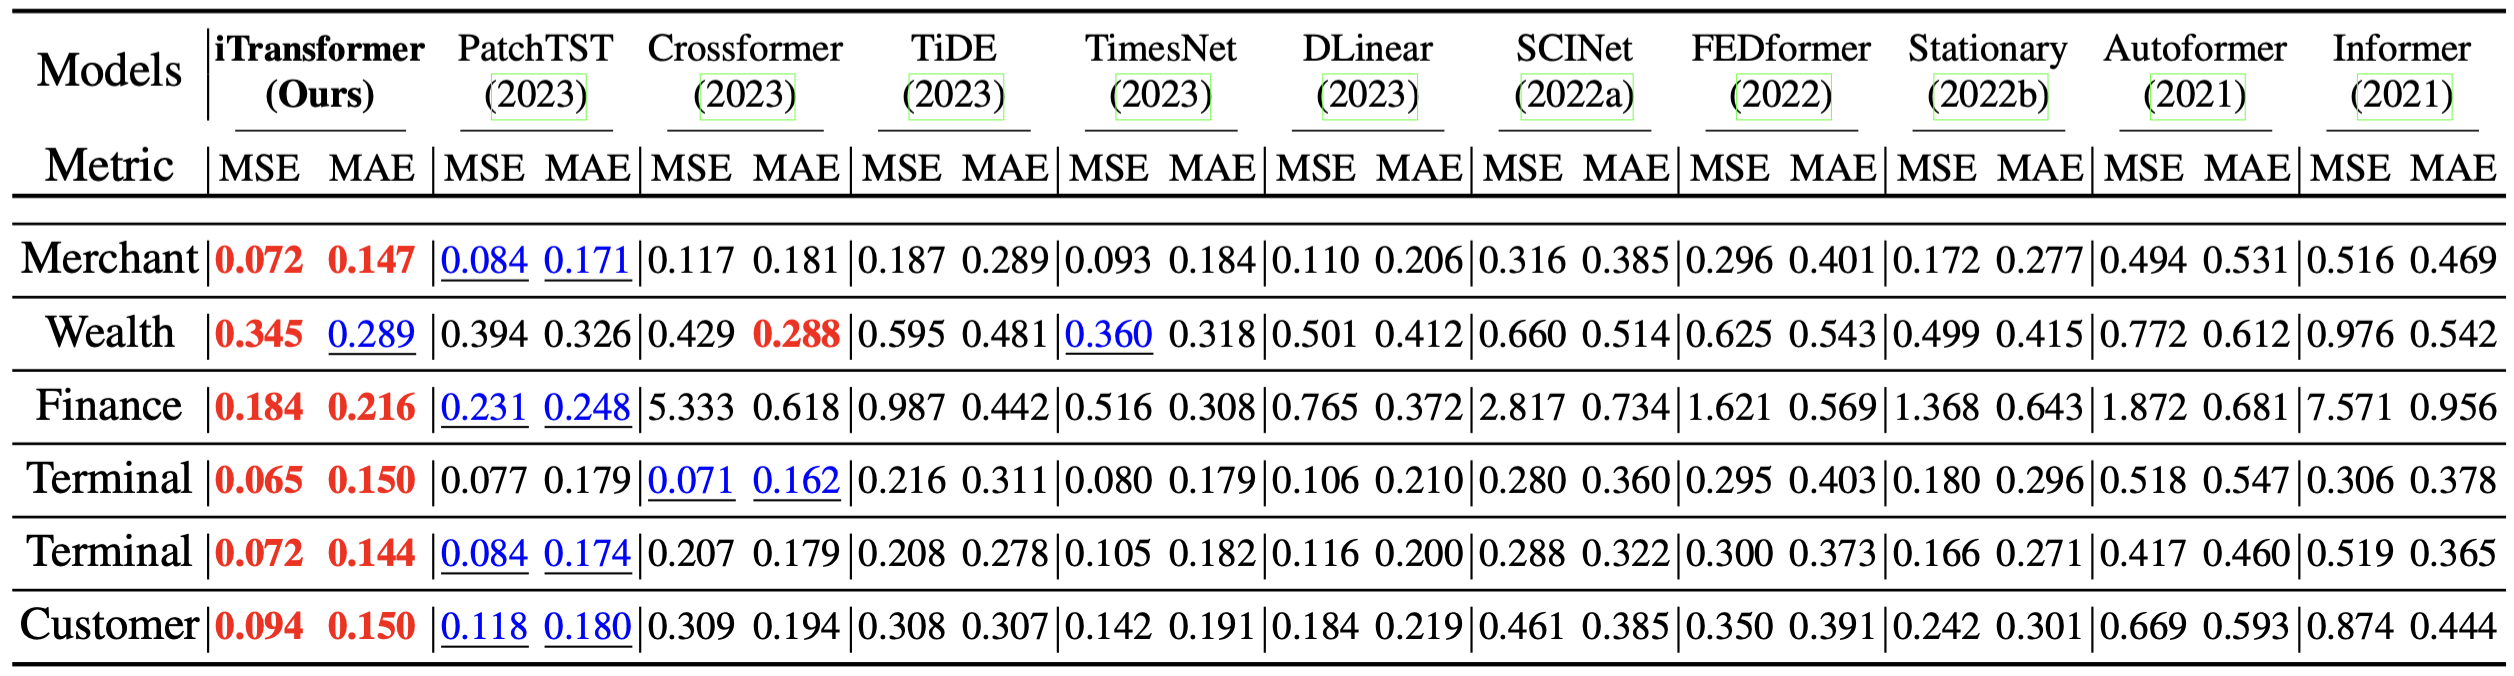 Models iTransformer PatchTST Crossformer TiDE TimesNet DLinear SCINet FEDformer Stationary Autoformer Informer
(Ours) (2023) (2023) (2023) (2023) (2023) (2022a) (2022) (2022b) (2021) (2021)
Metric MSE MAE MSE MAE MSE MAE MSE MAE MSE MAE MSE MAE MSE MAE MSE MAE MSE MAE MSE MAE MSE MAE
Merchant 0.072 0.147 0.084 0.171 0.117 0.181 0.187 0.289 0.093 0.184 0.110 0.206 0.316 0.385 0.296 0.401 0.172 0.277 0.494 0.531 0.516 0.469
Wealth 0.345 0.289 0.394 0.326 0.429 0.288 0.595 0.481 0.360 0.318 0.501 0.412 0.660 0.514 0.625 0.543 0.499 0.415 0.772 0.612 0.976 0.542
Finance 0.184 0.216 0.231 0.248 5.333 0.618 0.987 0.442 0.516 0.308 0.765 0.372 2.817 0.734 1.621 0.569 1.368 0.643 1.872 0.681 7.571 0.956
Terminal 0.065 0.150 0.077 0.179 0.071 0.162 0.216 0.311 0.080 0.179 0.106 0.210 0.280 0.360 0.295 0.403 0.180 0.296 0.518 0.547 0.306 0.378
Terminal 0.072 0.144 0.084 0.174 0.207 0.179 0.208 0.278 0.105 0.182 0.116 0.200 0.288 0.322 0.300 0.373 0.166 0.271 0.417 0.460 0.519 0.365
Customer 0.094 0.150 0.118 0.180 0.309 0.194 0.308 0.307 0.142 0.191 0.184 0.219 0.461 0.385 0.350 0.391 0.242 0.301 0.669 0.593 0.874 0.444